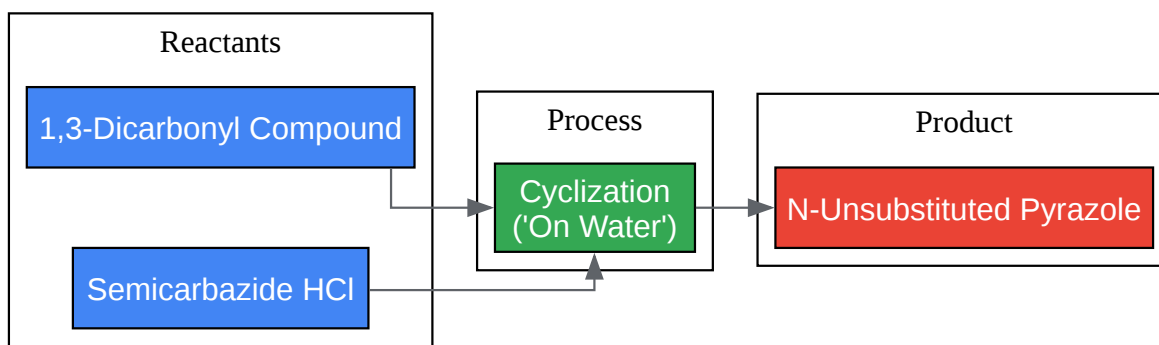 Reactants
1,3-Dicarbonyl Compound
Semicarbazide HCl
Process
Cyclization
('On Water')
Product
N-Unsubstituted Pyrazole